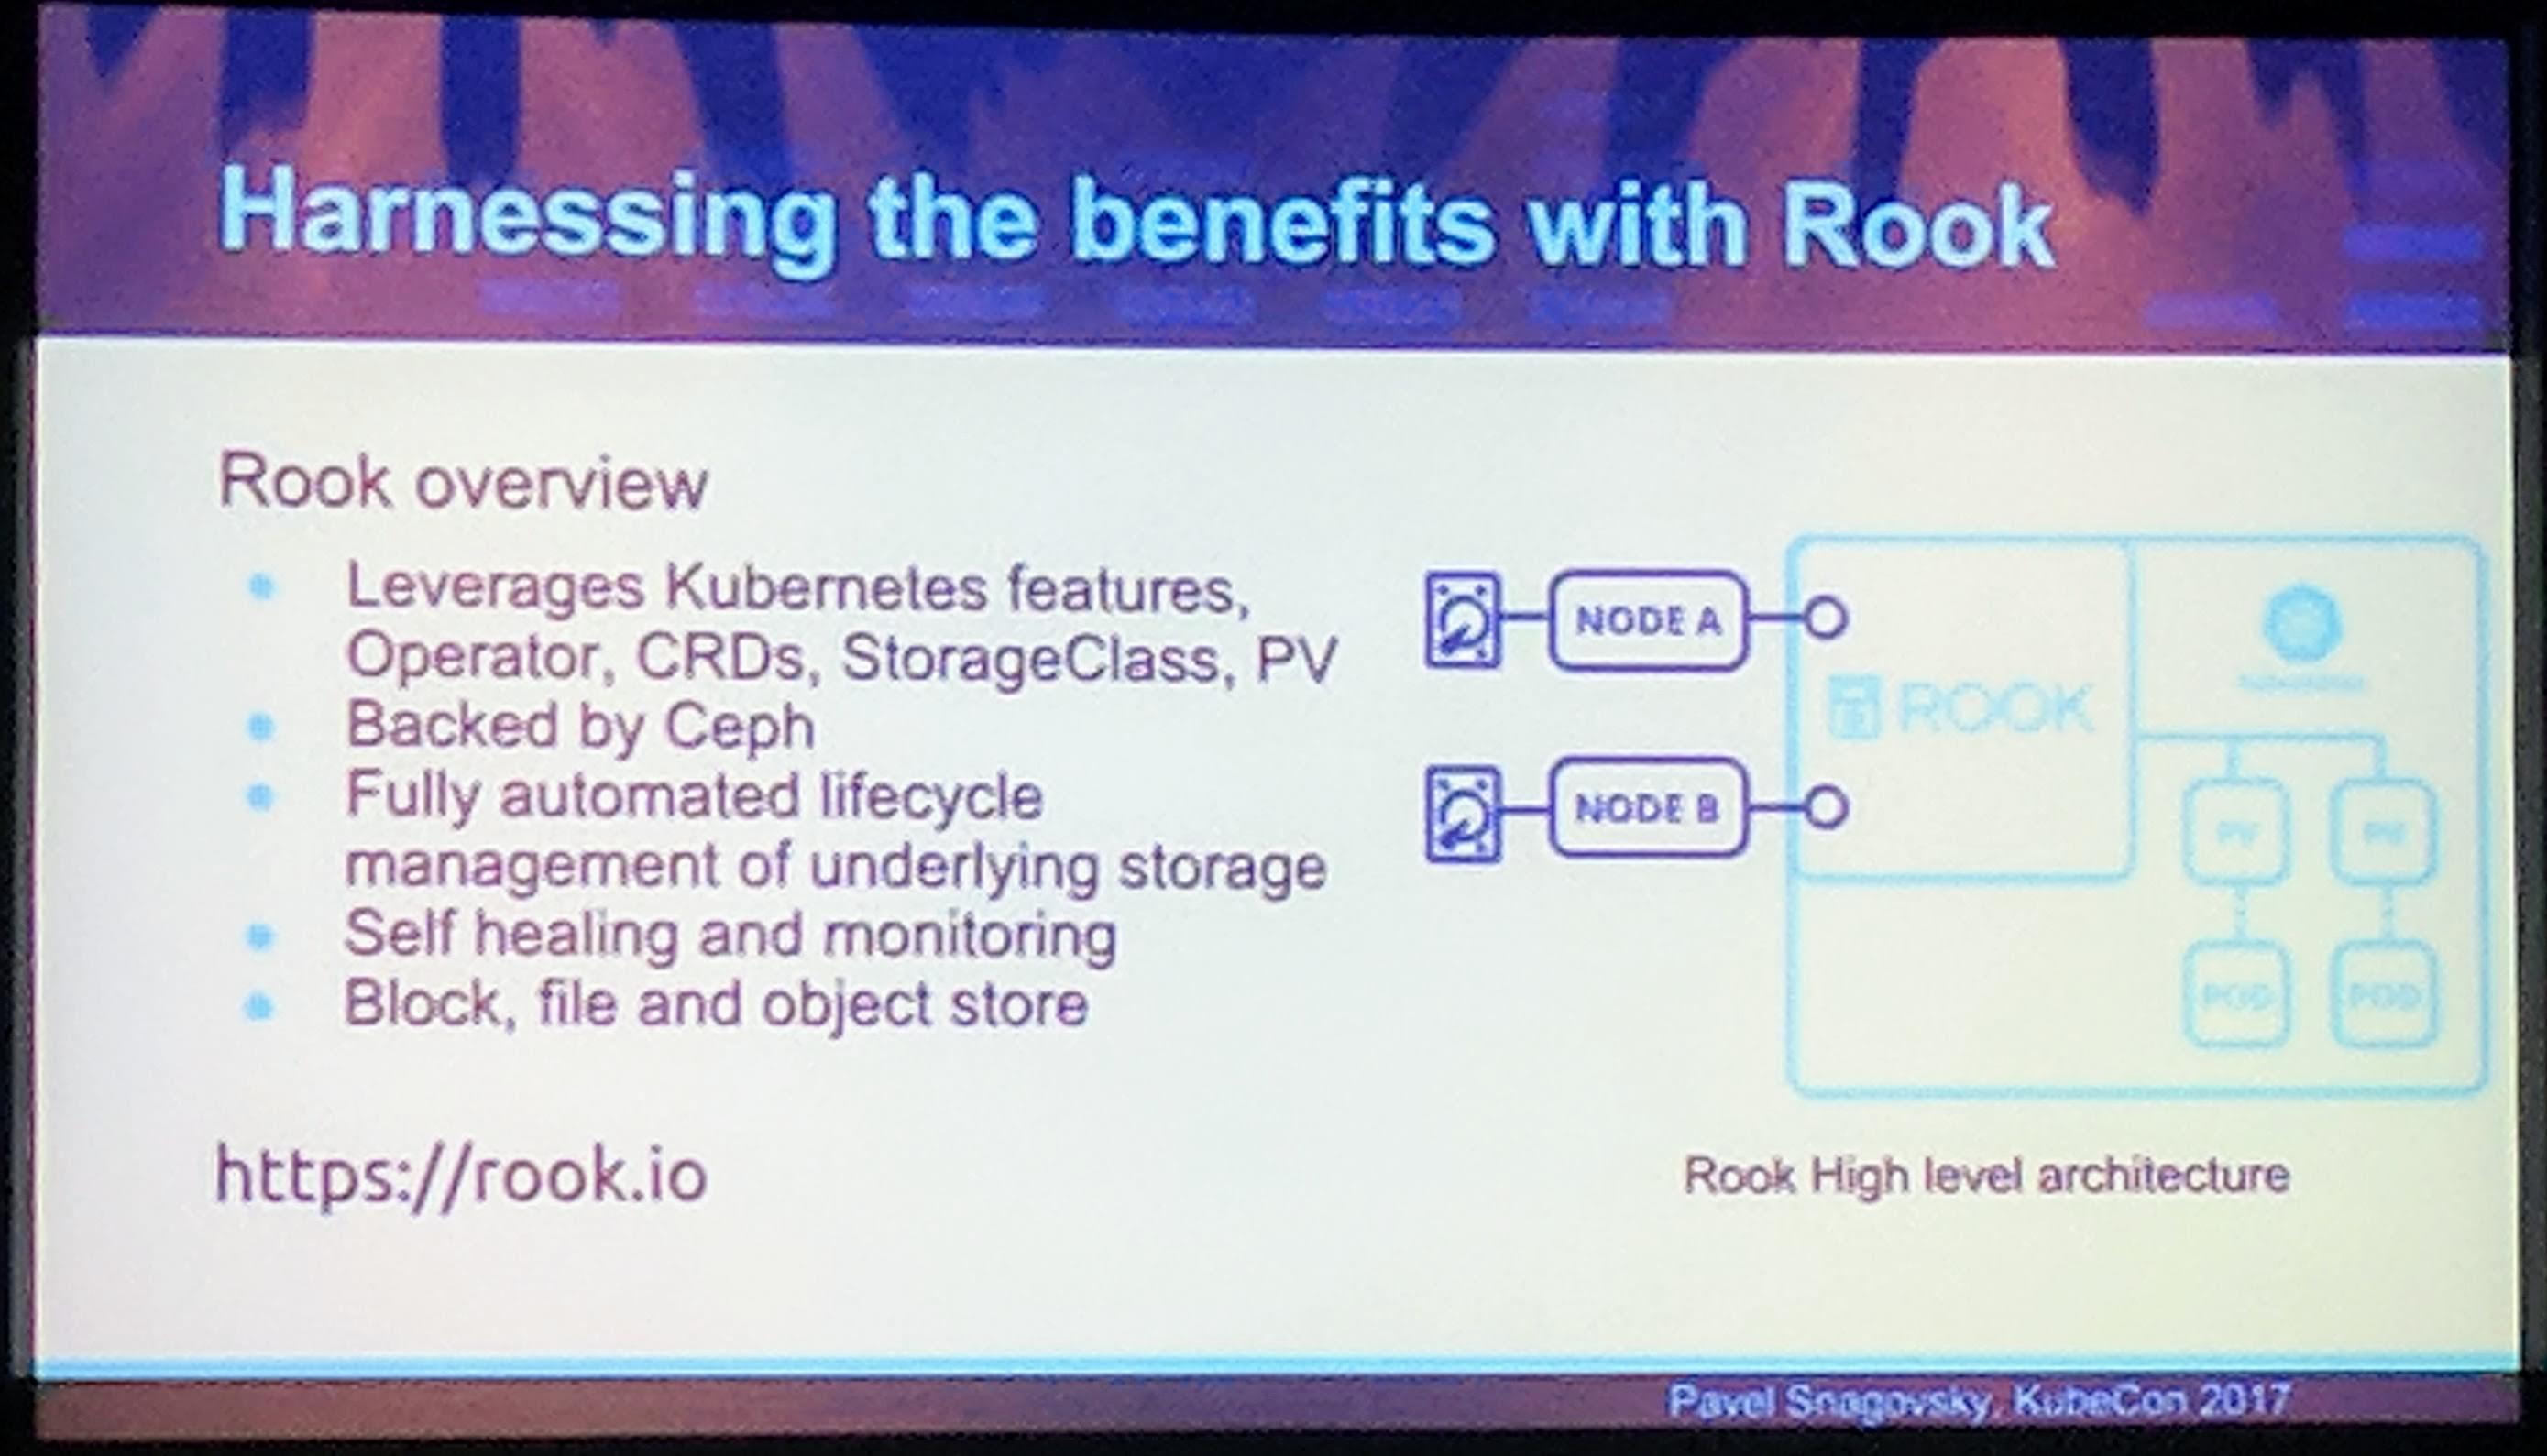 Harnessing the benefits with Rook
Rook overview
Leverages Kubernetes features,
Operator, CRDs, StorageClass, PV
Backed by Ceph
Fully automated lifecycle
management of underlying storage
Self healing and monitoring
Block, file and object store
https://rook.io
NODE A
ROOK
NODE B
PV
PV
POD
POD
Rook High level architecture
Pavel Snagovsky, KubeCon 2017